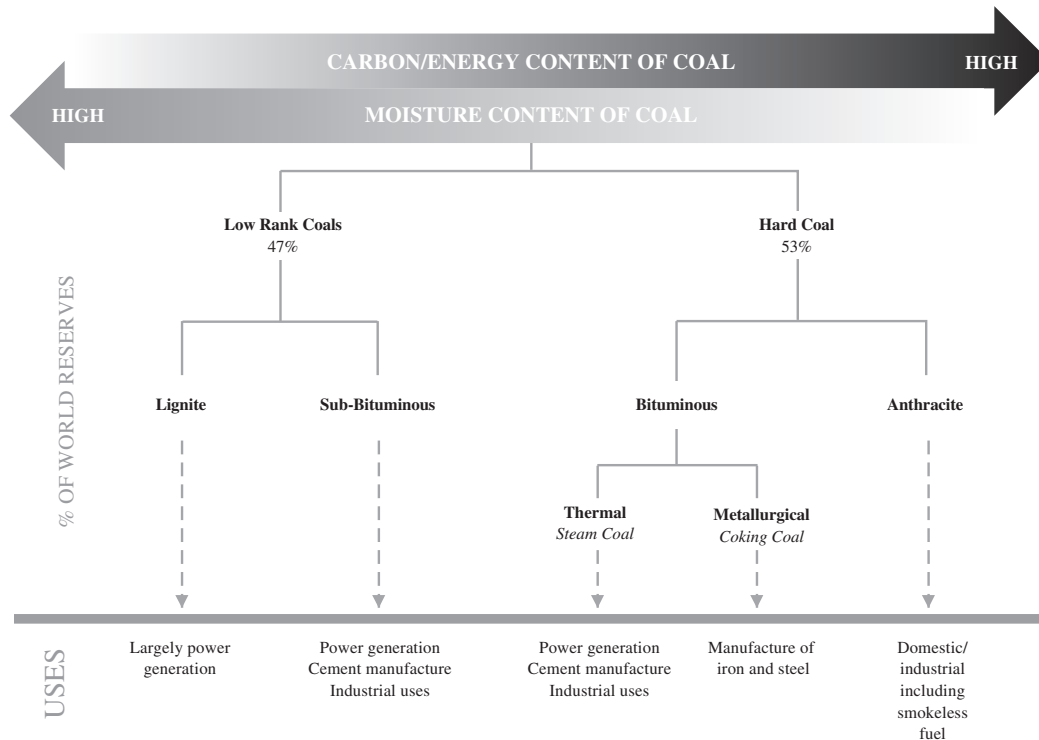 CARBON/ENERGY CONTENT OF COAL
HIGH
HIGH
MOISTURE CONTENT OF COAL
Low Rank Coals
47%
Hard Coal
53%
% OF WORLD RESERVES
Lignite
Sub-Bituminous
Bituminous
Anthracite
Thermal
Steam Coal
Metallurgical
Coking Coal
USES
Largely power
generation
Power generation
Cement manufacture
Industrial uses
Power generation
Cement manufacture
Industrial uses
Manufacture of
iron and steel
Domestic/
industrial
including
smokeless
fuel